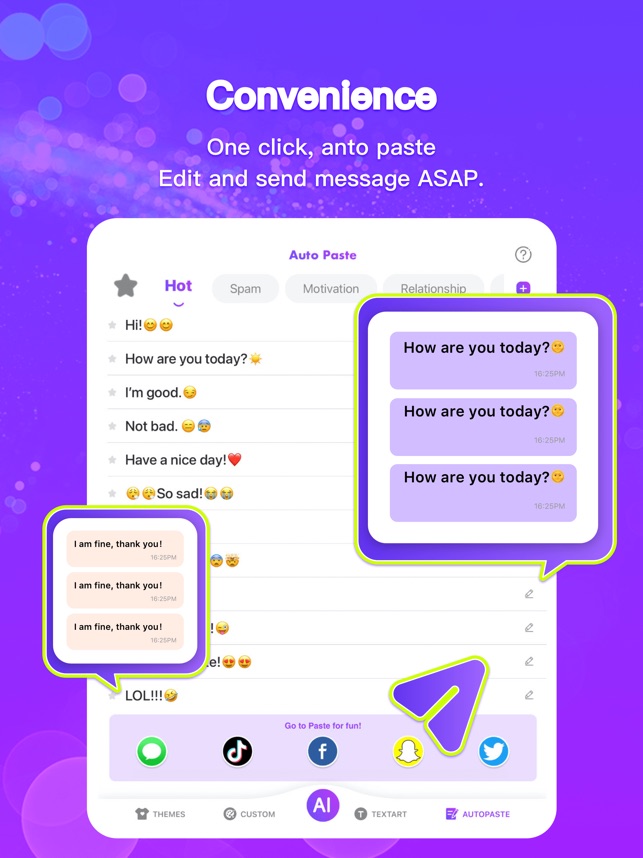 Convenience
One click, anto paste
Edit and send message ASAP.
Auto Paste
?
Hot
Spam
Motivation
Relationship
Hi!😊😊
How are you today?☀️
I'm good.😏
Not bad. 😑😰
Have a nice day!❤️
😤😤So sad!😭😭
How are you today?🙂
16:25PM
How are you today?🙂
16:25PM
How are you today?🙂
16:25PM
I am fine, thank you!
16:25PM
I am fine, thank you!
16:25PM
I am fine, thank you!
16:25PM
😰🤯
!😜
e!😍😍
LOL!!!🤣
Go to Paste for fun!
THEMES
CUSTOM
AI
TEXTART
AUTOPASTE